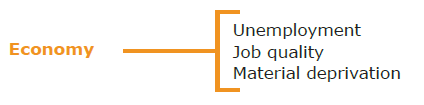 Economy
Unemployment
Job quality
Material deprivation